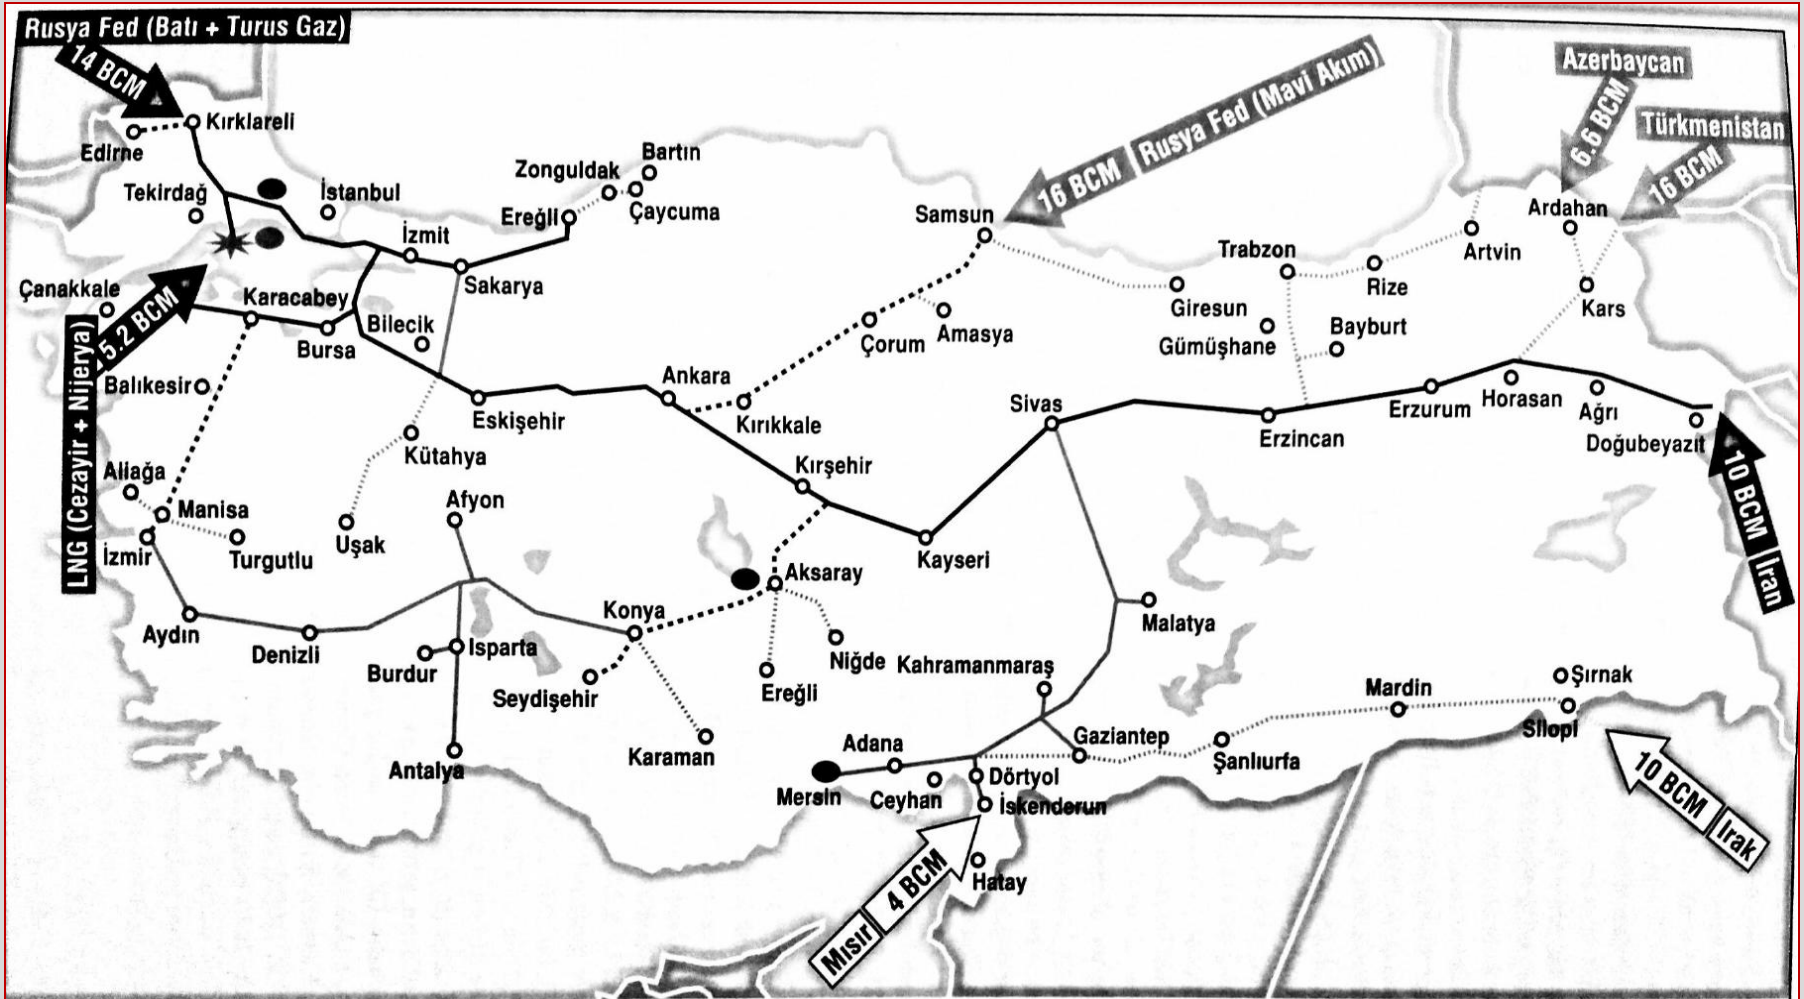 Rusya Fed (Batı + Turus Gaz)
14 BCM
Kırklareli
Edirne
Tekirdağ
İstanbul
Zonguldak
Bartın
Ereğli
Çaycuma
İzmit
Sakarya
Samsun
16 BCM Rusya Fed (Mavi Akım)
Azerbaycan
6.6 BCM
Türkmenistan
16 BCM
Ardahan
Artvin
Trabzon
Rize
Giresun
Kars
Gümüşhane
Bayburt
Çanakkale
5.2 BCM
LNG (Cezayir + Nijerya)
Karacabey
Bursa
Bilecik
Balıkesir
Çorum
Amasya
Ankara
Kırıkkale
Eskişehir
Sivas
Erzincan
Erzurum
Horasan
Ağrı
Doğubeyazıt
10 BCM İran
Kütahya
Kırşehir
Aliağa
Manisa
İzmir
Turgutlu
Uşak
Afyon
Kayseri
Aksaray
Aydın
Denizli
Burdur
Isparta
Konya
Seydişehir
Ereğli
Niğde
Malatya
Kahramanmaraş
Karaman
Antalya
Adana
Mersin
Ceyhan
Dörtyol
İskenderun
Gaziantep
Şanlıurfa
Mardin
Şırnak
Silopi
10 BCM Irak
Hatay
Mısır 4 BCM